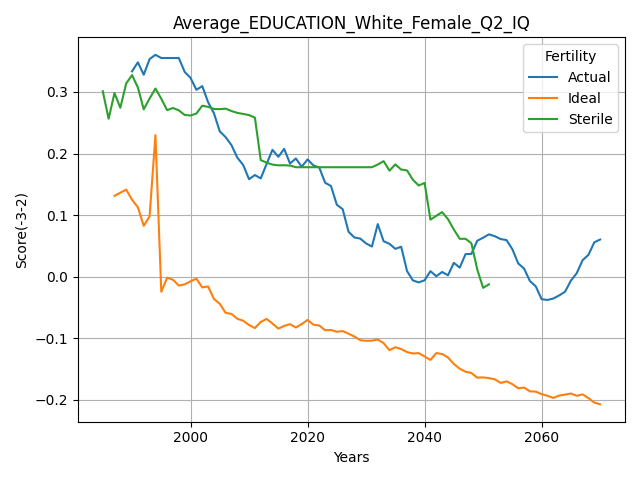 Average_EDUCATION_White_Female_Q2_IQ
Fertility
Actual
Ideal
Sterile
Score(-3-2)
0.3
0.2
0.1
0.0
−0.1
−0.2
2000
2020
2040
2060
Years